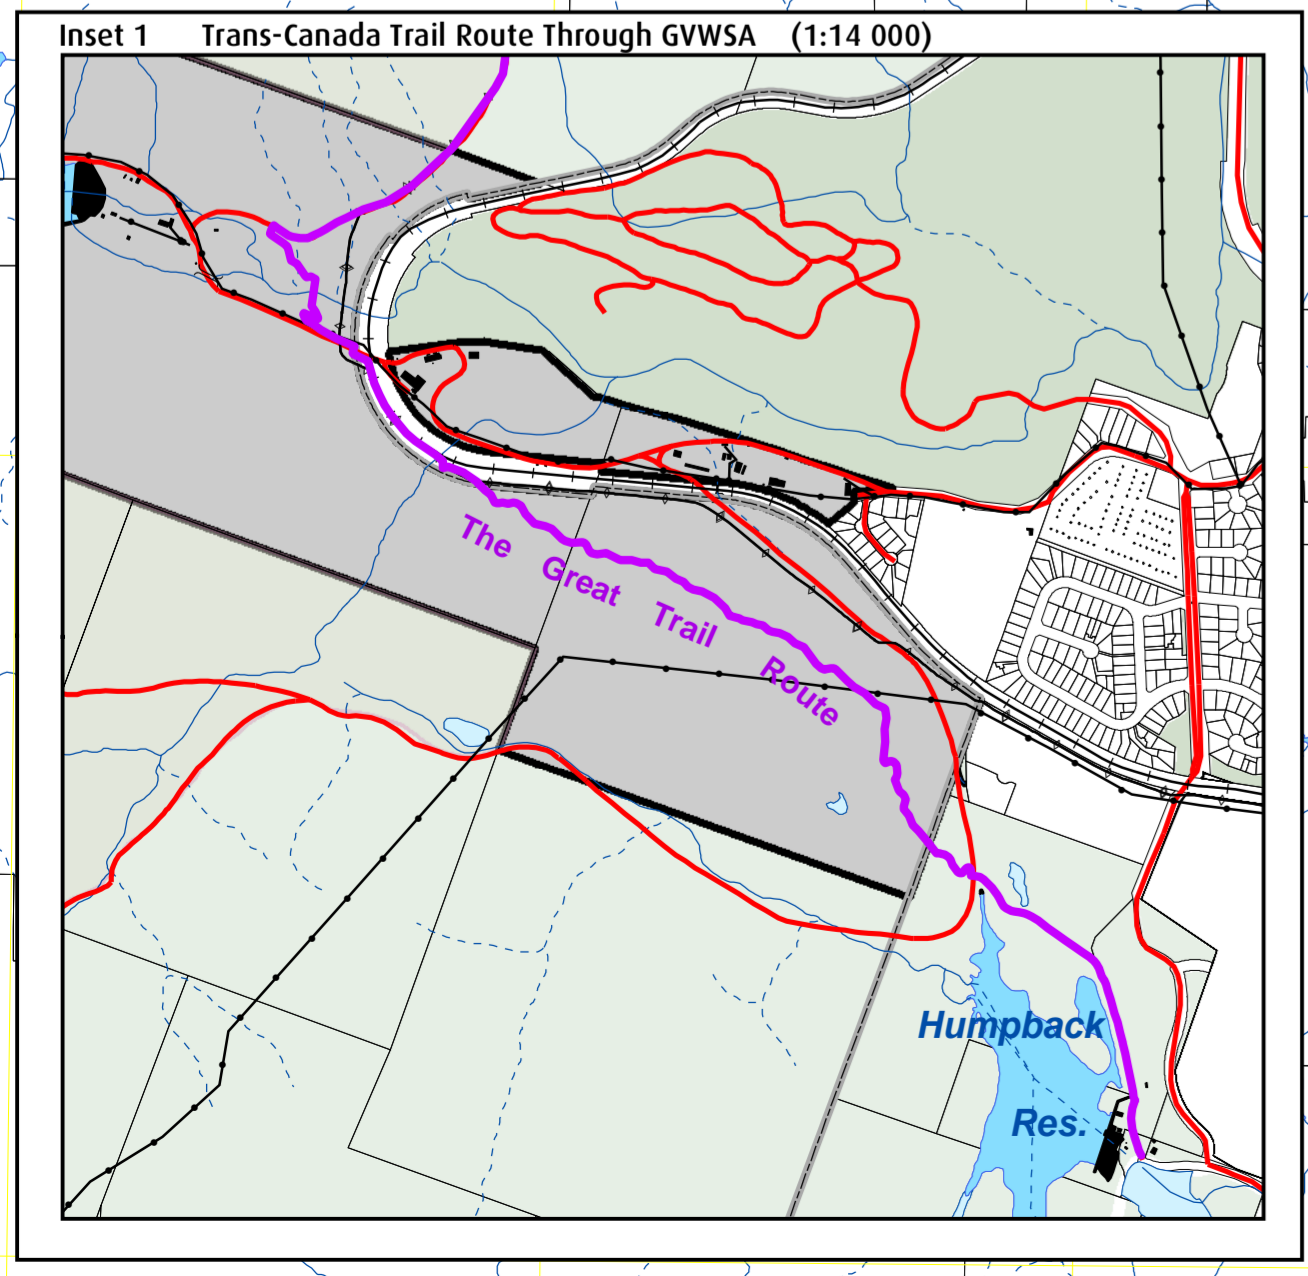 Inset 1 Trans-Canada Trail Route Through GVWSA (1:14 000)
The Great Trail Route
Humpback
Res.